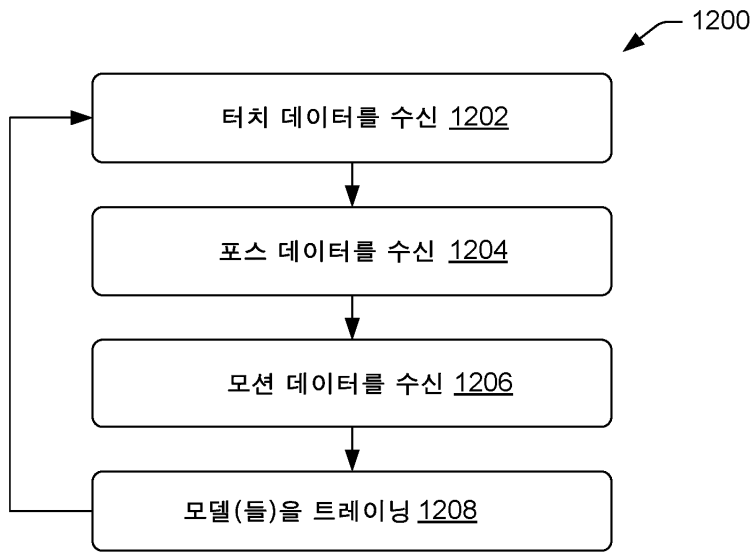 1200
터치 데이터를 수신 1202
포스 데이터를 수신 1204
모션 데이터를 수신 1206
모델(들)을 트레이닝 1208